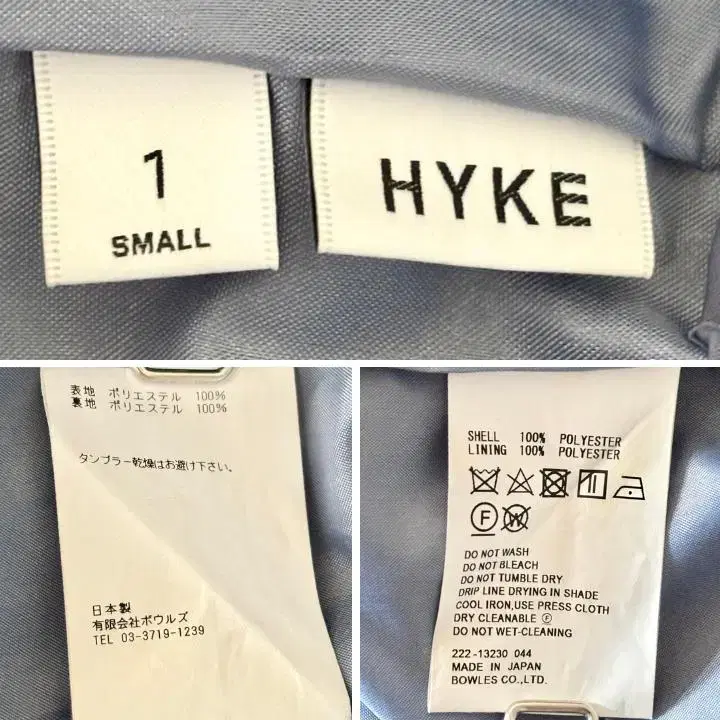 1
SMALL
HYKE
表地 ポリエステル 100%
裏地 ポリエステル 100%
タンブラー乾燥はお避け下さい。
日本製
有限会社ボウルズ
TEL 03-3719-1239
SHELL 100% POLYESTER
LINING 100% POLYESTER
F W
DO NOT WASH
DO NOT BLEACH
DO NOT TUMBLE DRY
DRIP LINE DRYING IN SHADE
COOL IRON,USE PRESS CLOTH
DRY CLEANABLE Ⓕ
DO NOT WET-CLEANING
222-13230 044
MADE IN JAPAN
BOWLES CO.,LTD.